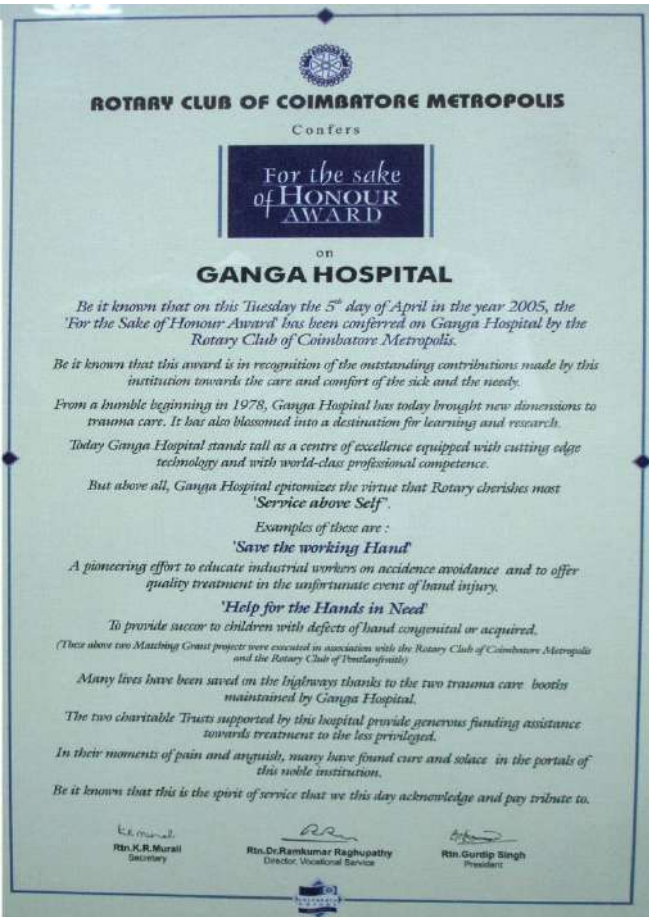 ROTARY CLUB OF COIMBATORE METROPOLIS
Confers
For the sake
of HONOUR
AWARD
on
GANGA HOSPITAL
Be it known that on this Tuesday the 5th day of April in the year 2005, the
'For the Sake of Honour Award' has been conferred on Ganga Hospital by the
Rotary Club of Coimbatore Metropolis.
Be it known that this award is in recognition of the outstanding contributions made by this
institution towards the care and comfort of the sick and the needy.
From a humble beginning in 1978, Ganga Hospital has today brought new dimensions to
trauma care. It has also blossomed into a destination for learning and research.
Today Ganga Hospital stands tall as a centre of excellence equipped with cutting edge
technology and with world-class professional competence.
But above all, Ganga Hospital epitomizes the virtue that Rotary cherishes most
'Service above Self'.
Examples of these are :
'Save the working Hand'
A pioneering effort to educate industrial workers on accidence avoidance and to offer
quality treatment in the unfortunate event of hand injury.
'Help for the Hands in Need'
To provide succor to children with defects of hand congenital or acquired.
(These above two Matching Grant projects were executed in association with the Rotary Club of Coimbatore Metropolis
and the Rotary Club of
Many lives have been saved on the highways thanks to the two trauma care booths
maintained by Ganga Hospital.
The two charitable Trusts supported by this hospital provide generous funding assistance
towards treatment to the less privileged.
In their moments of pain and anguish, many have found cure and solace in the portals of
this noble institution.
Be it known that this is the spirit of service that we this day acknowledge and pay tribute to.
Rtn.K.R.Murali
Secretary
Rtn.Dr.Ramkumar Raghupathy
Director, Vocational Service
Rtn.Gurdip Singh
President